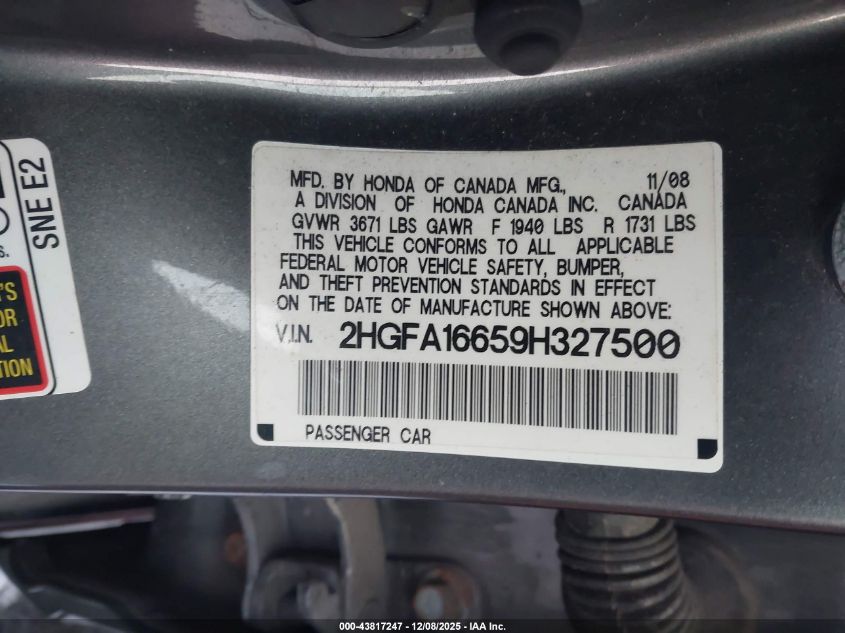 MFD. BY HONDA OF CANADA MFG., 11/08
A DIVISION OF HONDA CANADA INC. CANADA
GVWR 3671 LBS GAWR F 1940 LBS R 1731 LBS
THIS VEHICLE CONFORMS TO ALL APPLICABLE
FEDERAL MOTOR VEHICLE SAFETY, BUMPER,
AND THEFT PREVENTION STANDARDS IN EFFECT
ON THE DATE OF MANUFACTURE SHOWN ABOVE:
V.I.N. 2HGFA16659H327500
PASSENGER CAR
SNE E2
000-43817247 - 12/08/2025 - IAA Inc.